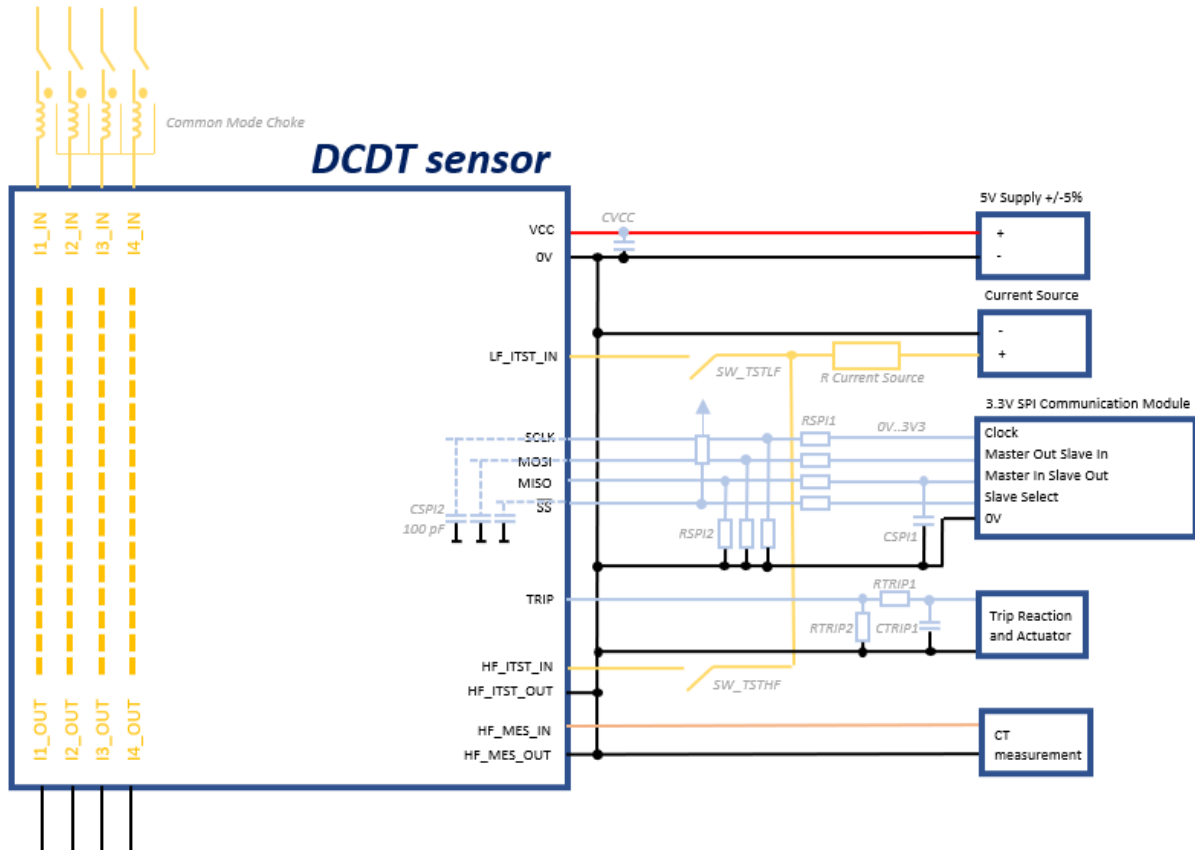 Common Mode Choke
DCDT sensor
I1_IN
I2_IN
I3_IN
I4_IN
I1_OUT
I2_OUT
I3_OUT
I4_OUT
VCC
0V
LF_ITST_IN
SCLK
MOSI
MISO
SS
TRIP
HF_ITST_IN
HF_ITST_OUT
HF_MES_IN
HF_MES_OUT
CSPI2
100 pF
CVCC
SW_TSTLF
R Current Source
RSPI1
0V..3V3
RSPI2
CSPI1
RTRIP1
RTRIP2
CTRIP1
SW_TSTHF
5V Supply +/-5%
+
-
Current Source
-
+
3.3V SPI Communication Module
Clock
Master Out Slave In
Master In Slave Out
Slave Select
0V
Trip Reaction
and Actuator
CT
measurement